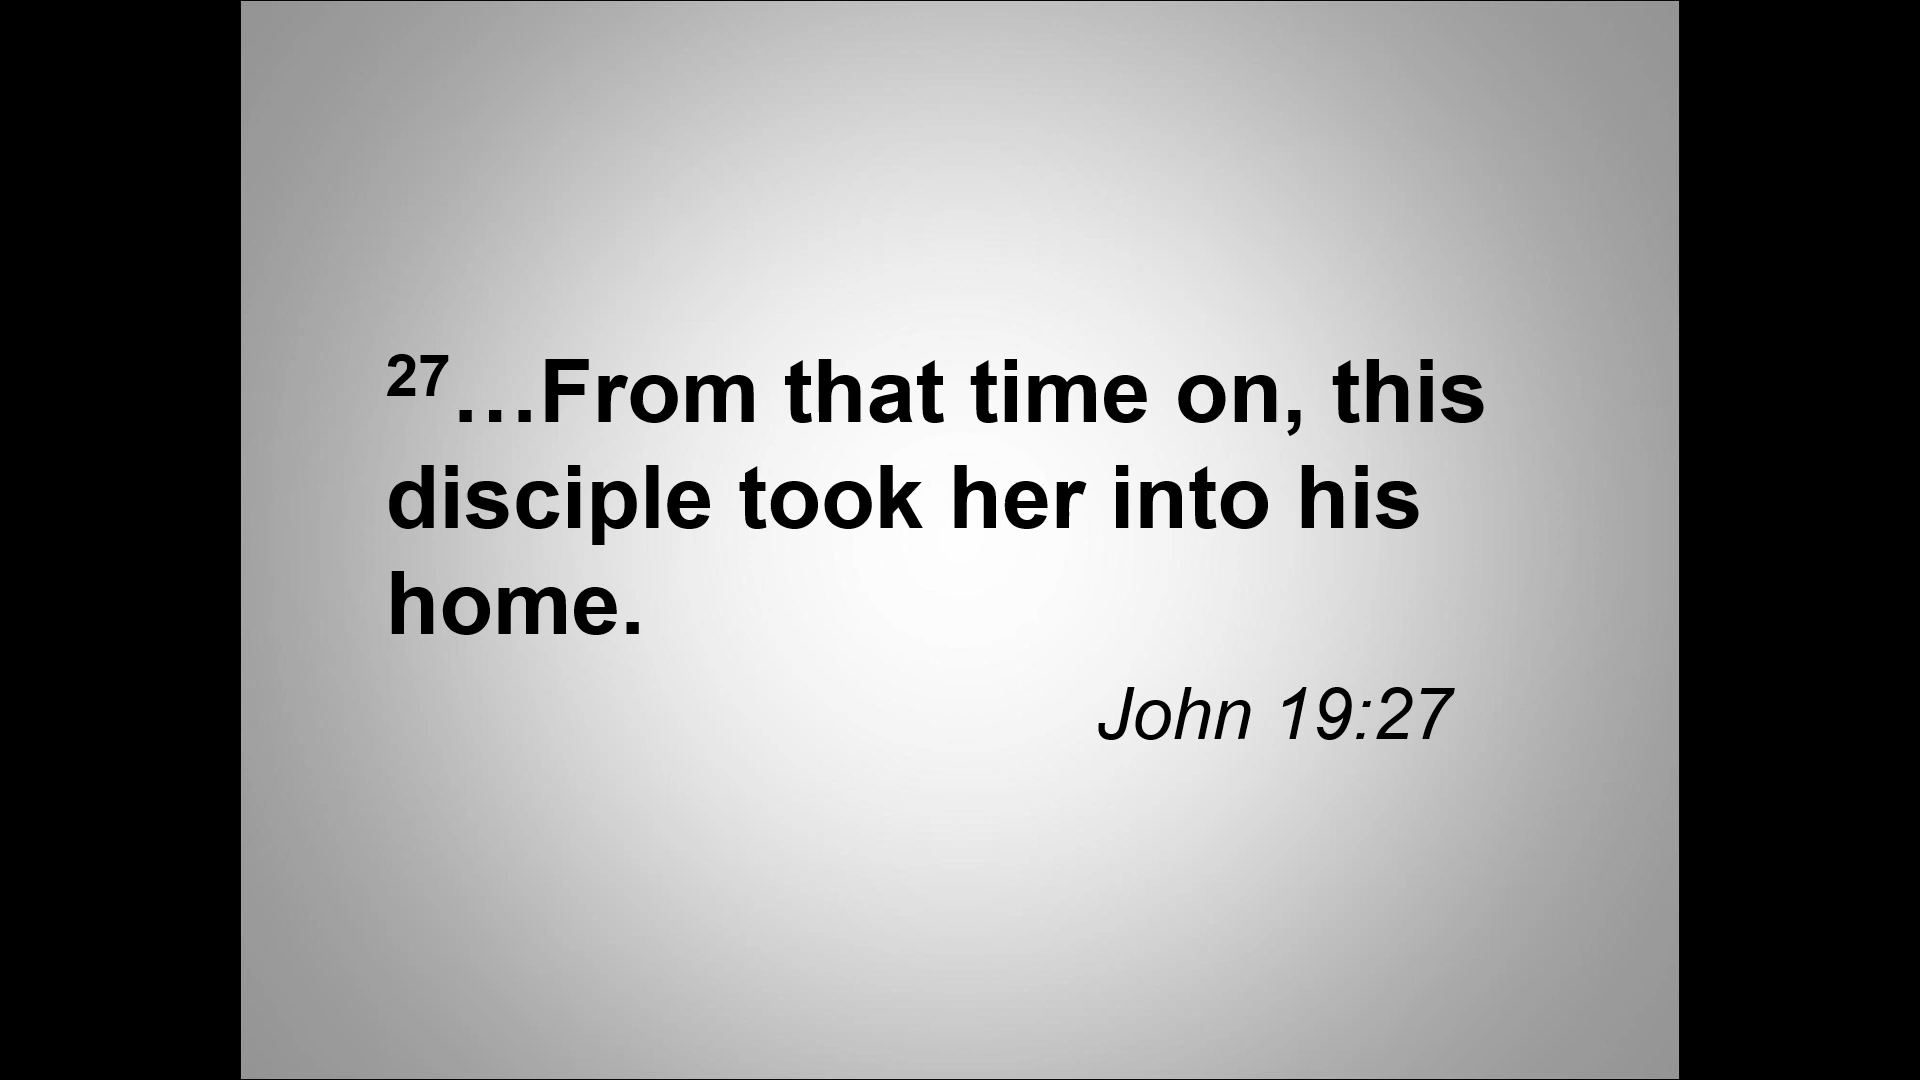 27…From that time on, this
disciple took her into his
home.
John 19:27